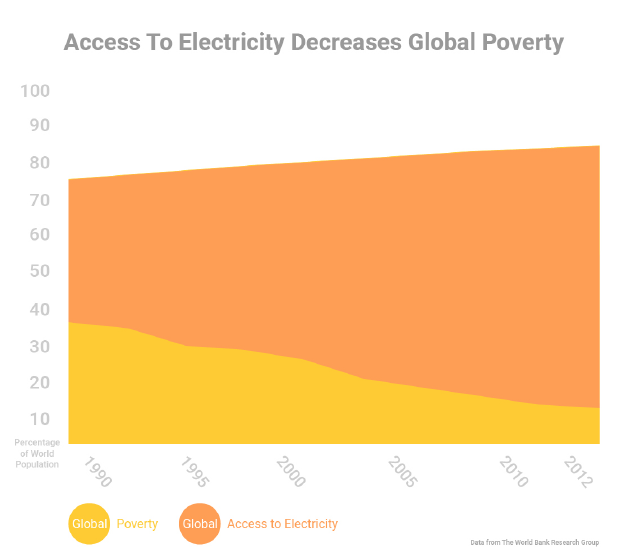 Access To Electricity Decreases Global Poverty
100
90
80
70
60
50
40
30
20
10
Percentage
of World
Population
1990
1995
2000
2005
2010
2012
Global Poverty
Global Access to Electricity
Data from The World Bank Research Group